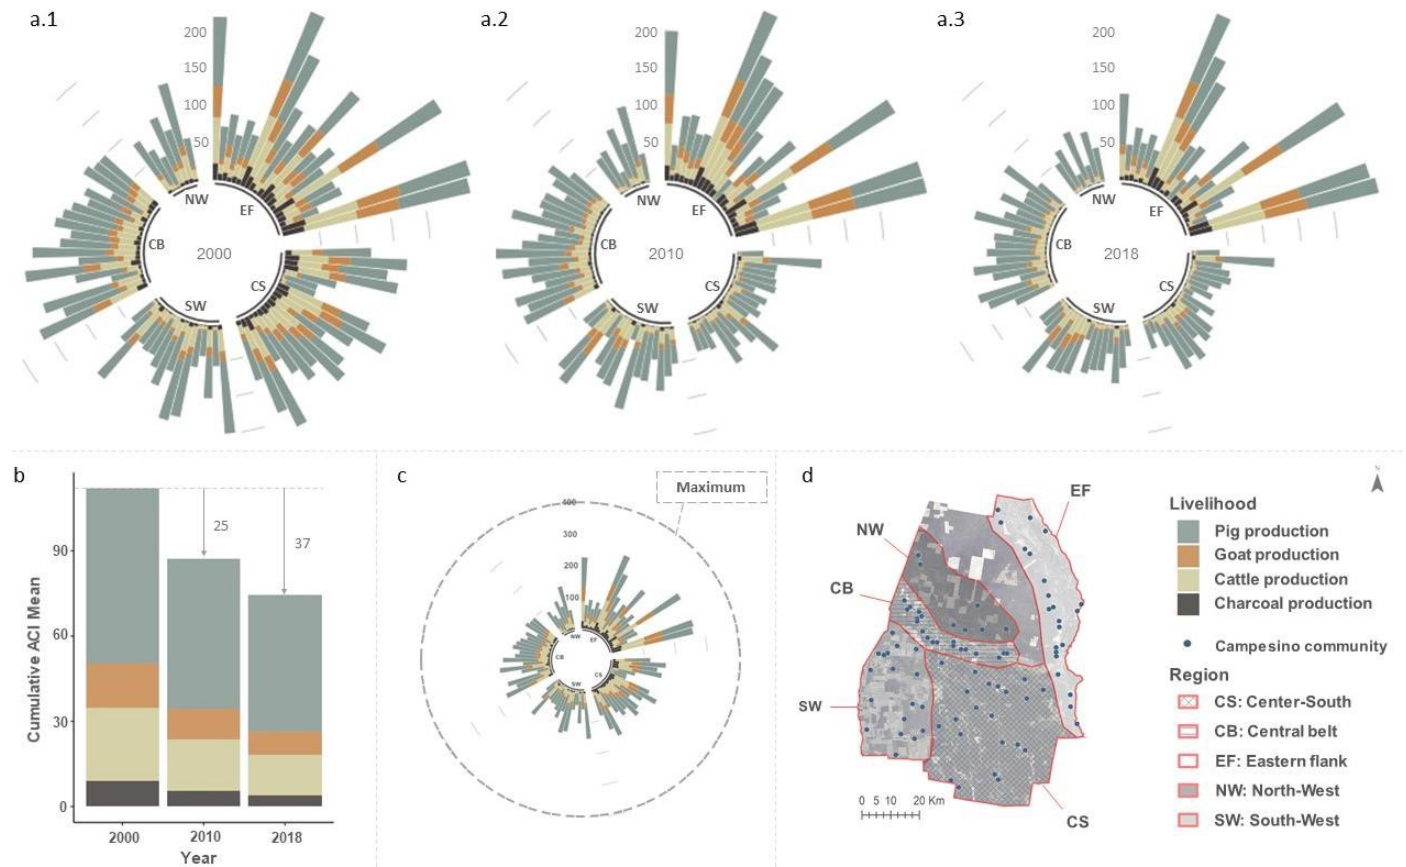 a.1
200
150
100
50
NW
EF
CB
2000
CS
SW
a.2
200
150
100
50
NW
EF
CB
2010
CS
SW
a.3
200
150
100
50
NW
EF
CB
2018
CS
SW
b
Cumulative ACI Mean
90
60
30
0
25
37
2000
2010
2018
Year
c
Maximum
400
300
200
100
NW
EF
CB
CS
SW
d
N
EF
NW
CB
SW
CS
0 5 10 20 Km
Livelihood
Pig production
Goat production
Cattle production
Charcoal production
Campesino community
Region
CS: Center-South
CB: Central belt
EF: Eastern flank
NW: North-West
SW: South-West